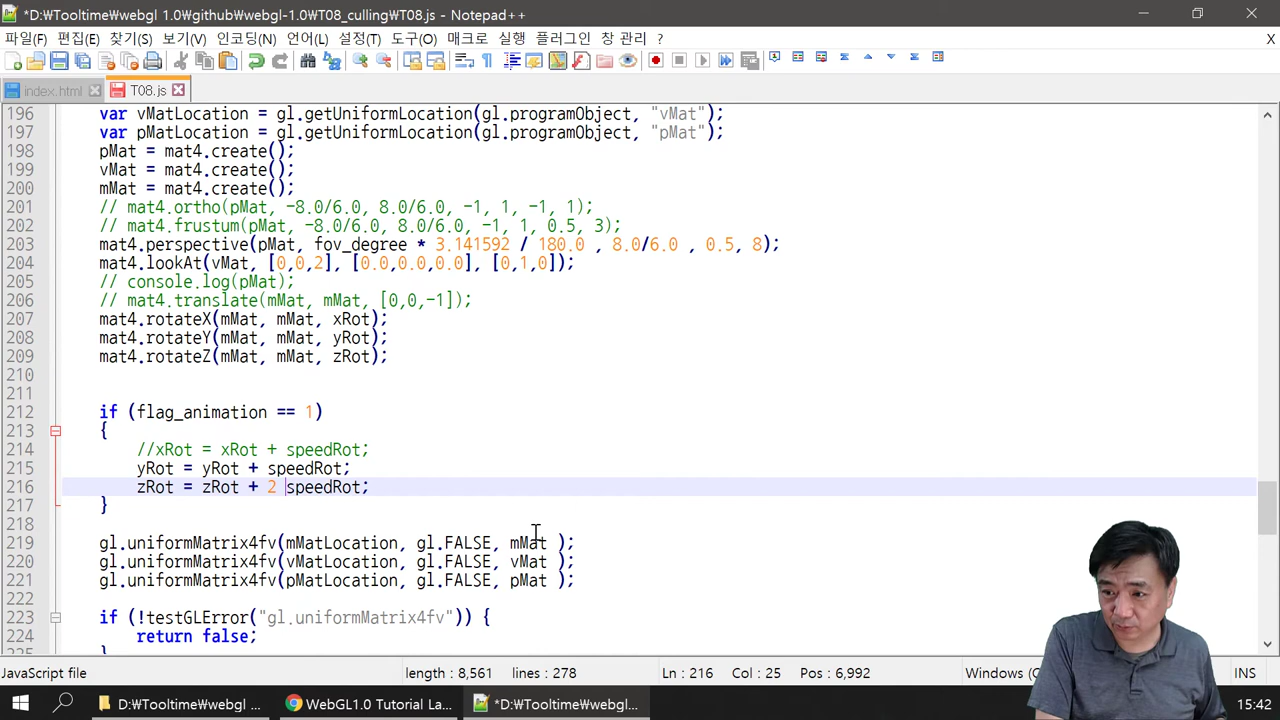 *D:₩Tooltime₩webgl 1.0₩github₩webgl-1.0₩T08_culling₩T08.js - Notepad++
파일(F) 편집(E) 찾기(S) 보기(V) 인코딩(N) 언어(L) 설정(T) 도구(O) 매크로 실행 플러그인 창 관리 ? X
index.html T08.js
196 var vMatLocation = gl.getUniformLocation(gl.programObject, "vMat");
197 var pMatLocation = gl.getUniformLocation(gl.programObject, "pMat");
198 pMat = mat4.create();
199 vMat = mat4.create();
200 mMat = mat4.create();
201 // mat4.ortho(pMat, -8.0/6.0, 8.0/6.0, -1, 1, -1, 1);
202 // mat4.frustum(pMat, -8.0/6.0, 8.0/6.0, -1, 1, 0.5, 3);
203 mat4.perspective(pMat, fov_degree * 3.141592 / 180.0 , 8.0/6.0 , 0.5, 8);
204 mat4.lookAt(vMat, [0,0,2], [0.0,0.0,0.0], [0,1,0]);
205 // console.log(pMat);
206 // mat4.translate(mMat, mMat, [0,0,-1]);
207 mat4.rotateX(mMat, mMat, xRot);
208 mat4.rotateY(mMat, mMat, yRot);
209 mat4.rotateZ(mMat, mMat, zRot);
210
211
212 if (flag_animation == 1)
213 {
214 //xRot = xRot + speedRot;
215 yRot = yRot + speedRot;
216 zRot = zRot + 2 speedRot;
217 }
218
219 gl.uniformMatrix4fv(mMatLocation, gl.FALSE, mMat );
220 gl.uniformMatrix4fv(vMatLocation, gl.FALSE, vMat );
221 gl.uniformMatrix4fv(pMatLocation, gl.FALSE, pMat );
222
223 if (!testGLError("gl.uniformMatrix4fv")) {
224 return false;
225 }
JavaScript file length : 8,561 lines : 278 Ln : 216 Col : 25 Pos : 6,992 Windows (C INS
D:₩Tooltime₩webgl ... WebGL1.0 Tutorial La... *D:₩Tooltime₩webgl... 15:42